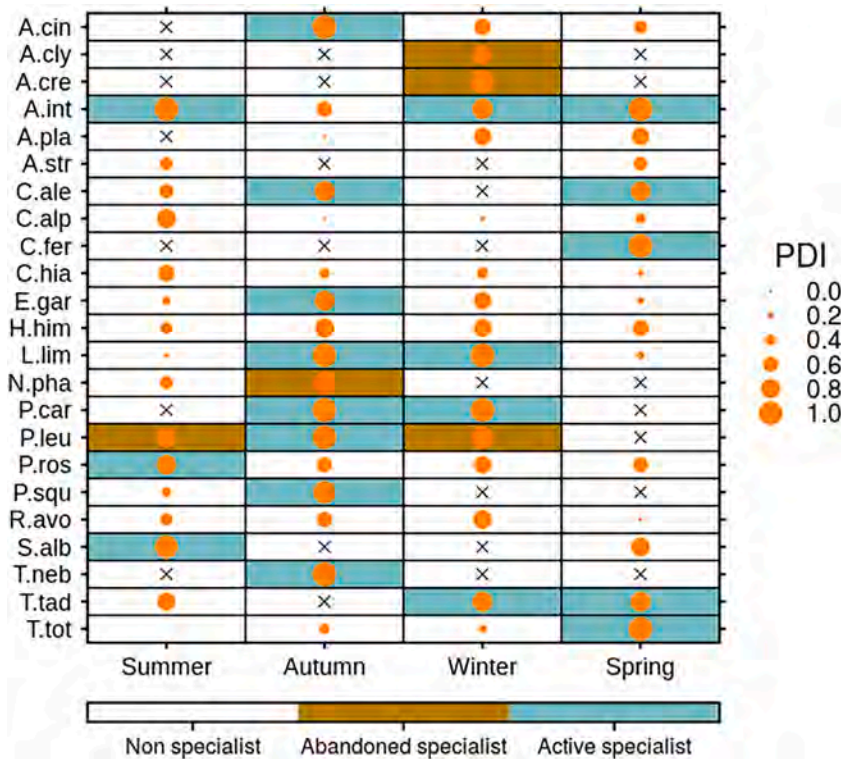 A.cin
A.cly
A.cre
A.int
A.pla
A.str
C.ale
C.alp
C.fer
C.hia
E.gar
H.him
L.lim
N.pha
P.car
P.leu
P.ros
P.squ
R.avo
S.alb
T.neb
T.tad
T.tot
Summer Autumn Winter Spring
PDI
0.0
0.2
0.4
0.6
0.8
1.0
Non specialist Abandoned specialist Active specialist